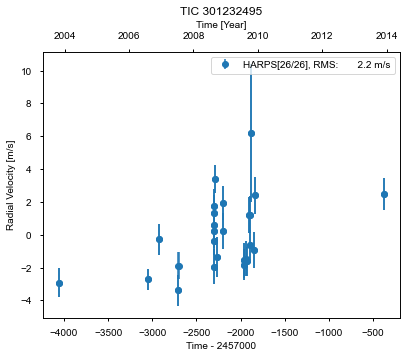 TIC 301232495
Time [Year]
2004 2006 2008 2010 2012 2014
HARPS[26/26], RMS: 2.2 m/s
10
8
6
4
2
0
−2
−4
Radial Velocity [m/s]
−4000 −3500 −3000 −2500 −2000 −1500 −1000 −500
Time - 2457000